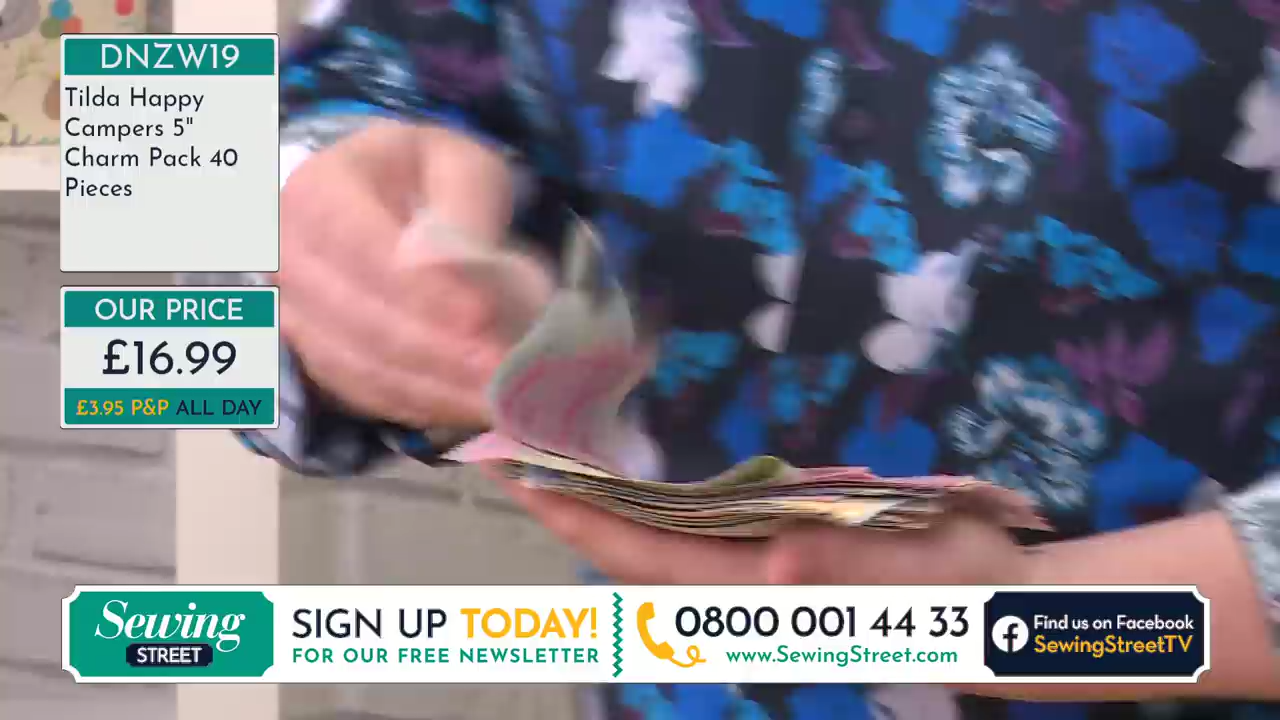 DNZW19
Tilda Happy
Campers 5"
Charm Pack 40
Pieces
OUR PRICE
£16.99
£3.95 P&P ALL DAY
Sewing
STREET
SIGN UP TODAY!
FOR OUR FREE NEWSLETTER
0800 001 44 33
www.SewingStreet.com
Find us on Facebook
SewingStreetTV